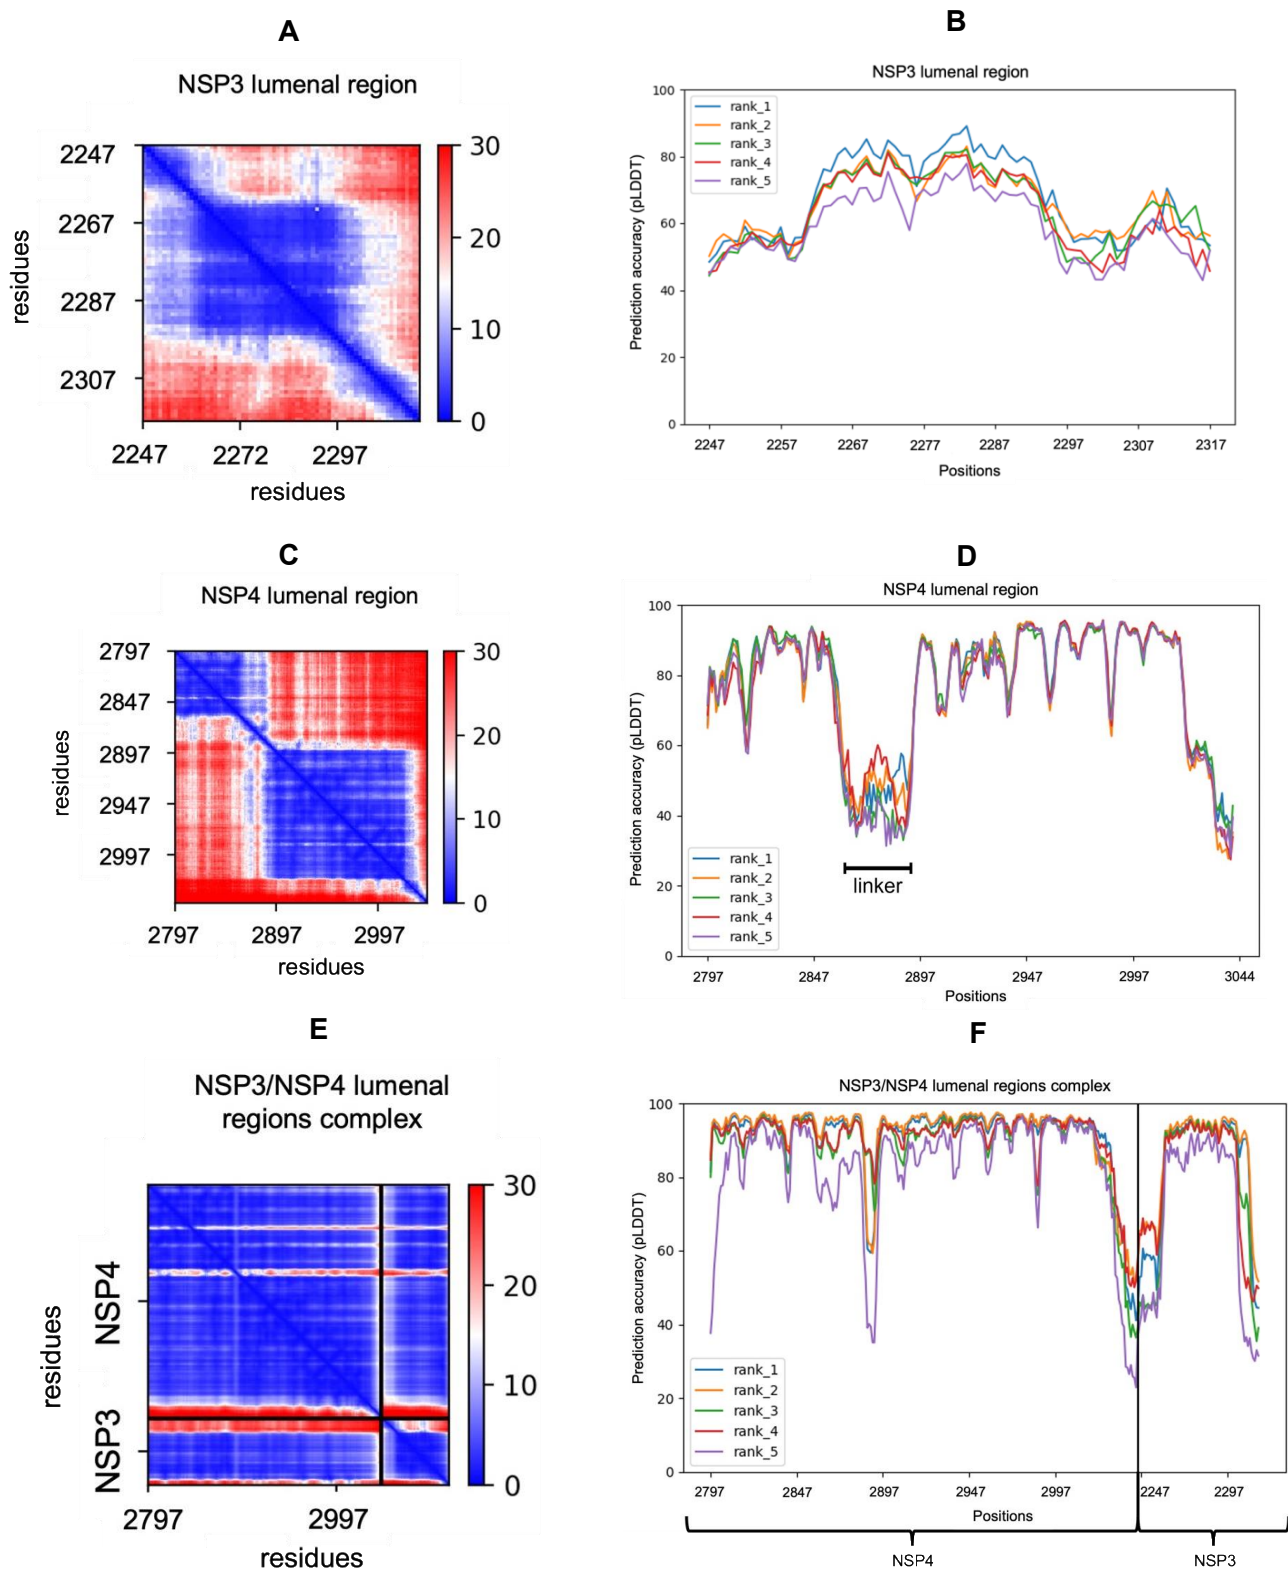 A
NSP3 lumenal region
2247
2267
2287
2307
residues
2247
2272
2297
residues
30
20
10
0
B
NSP3 lumenal region
Prediction accuracy (pLDDT)
100
80
60
40
20
0
rank_1
rank_2
rank_3
rank_4
rank_5
2247
2257
2267
2277
2287
2297
2307
2317
Positions
C
NSP4 lumenal region
2797
2847
2897
2947
2997
residues
2797
2897
2997
residues
30
20
10
0
D
NSP4 lumenal region
Prediction accuracy (pLDDT)
100
80
60
40
20
0
linker
rank_1
rank_2
rank_3
rank_4
rank_5
2797
2847
2897
2947
2997
3044
Positions
E
NSP3/NSP4 lumenal
regions complex
residues
NSP4
NSP3
2797
2997
residues
30
20
10
0
F
NSP3/NSP4 lumenal regions complex
Prediction accuracy (pLDDT)
100
80
60
40
20
0
rank_1
rank_2
rank_3
rank_4
rank_5
2797
2847
2897
2947
2997
2247
2297
Positions
NSP4
NSP3